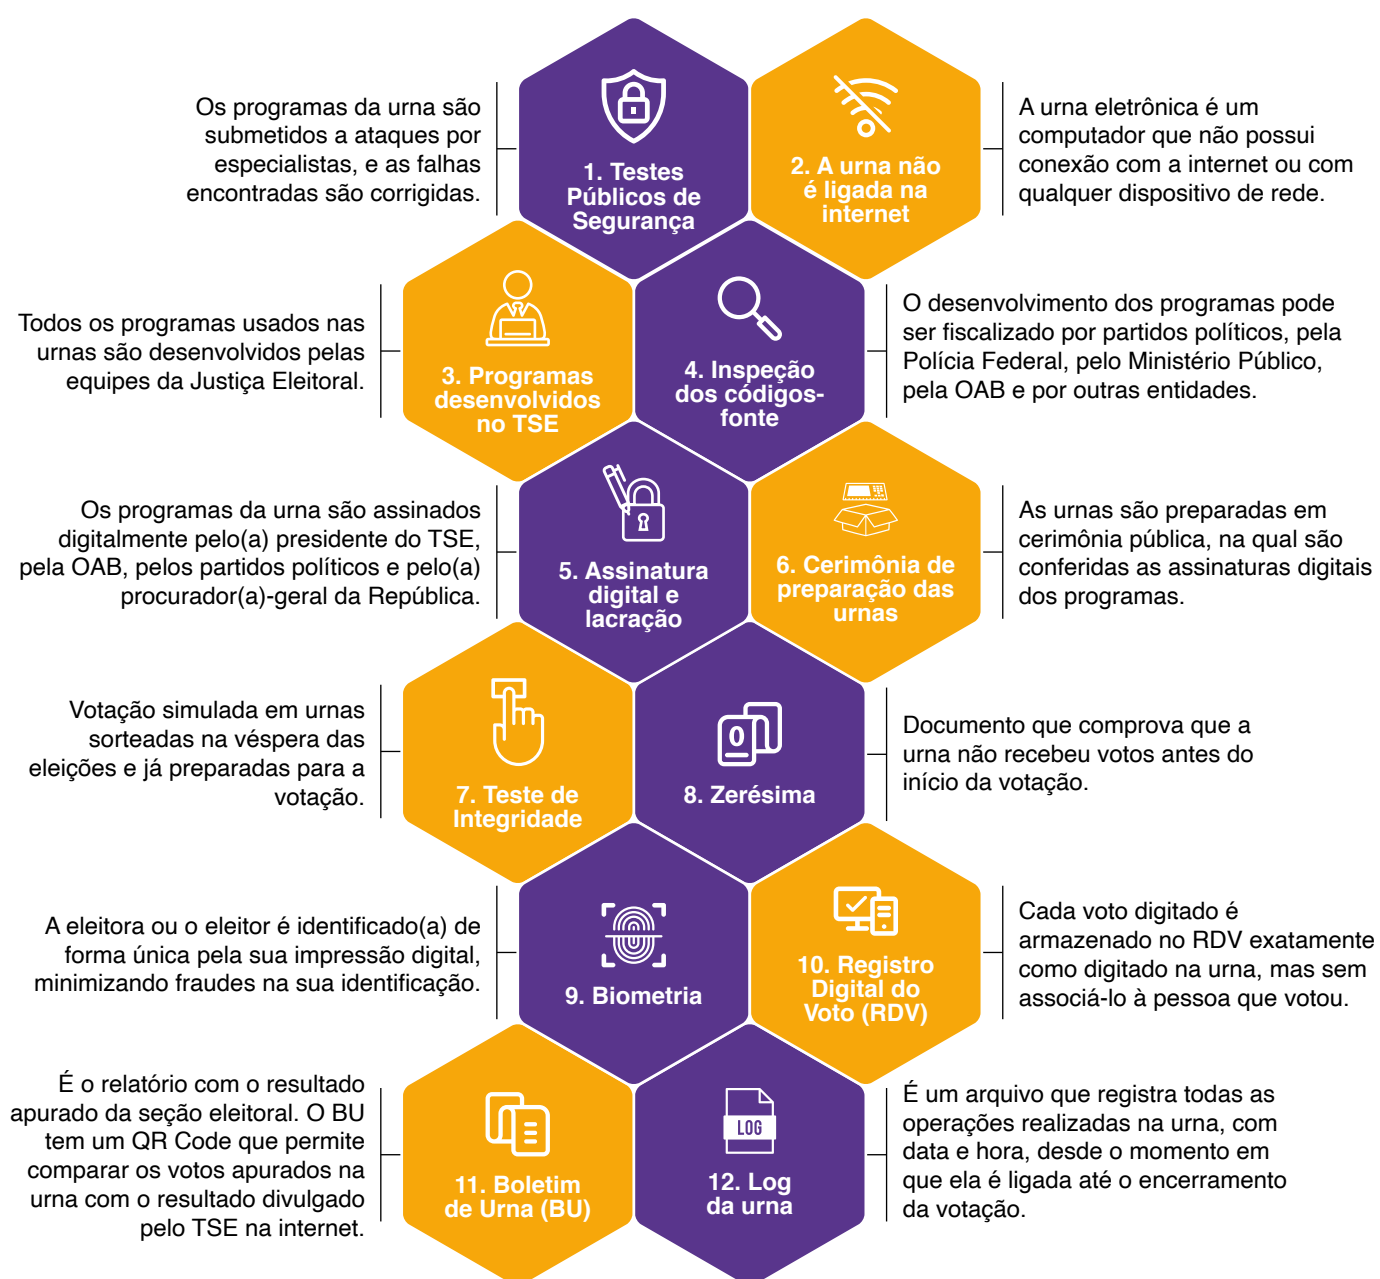 Os programas da urna são
submetidos a ataques por
especialistas, e as falhas
encontradas são corrigidas.
1. Testes
Públicos de
Segurança
2. A urna não
é ligada na
internet
A urna eletrônica é um
computador que não possui
conexão com a internet ou com
qualquer dispositivo de rede.
Todos os programas usados nas
urnas são desenvolvidos pelas
equipes da Justiça Eleitoral.
3. Programas
desenvolvidos
no TSE
4. Inspeção
dos códigos-
fonte
O desenvolvimento dos programas pode
ser fiscalizado por partidos políticos, pela
Polícia Federal, pelo Ministério Público,
pela OAB e por outras entidades.
Os programas da urna são assinados
digitalmente pelo(a) presidente do TSE,
pela OAB, pelos partidos políticos e pelo(a)
procurador(a)-geral da República.
5. Assinatura
digital e
lacração
6. Cerimônia de
preparação das
urnas
As urnas são preparadas em
cerimônia pública, na qual são
conferidas as assinaturas digitais
dos programas.
Votação simulada em urnas
sorteadas na véspera das
eleições e já preparadas para a
votação.
7. Teste de
Integridade
0
8. Zerésima
Documento que comprova que a
urna não recebeu votos antes do
início da votação.
A eleitora ou o eleitor é identificado(a) de
forma única pela sua impressão digital,
minimizando fraudes na sua identificação.
9. Biometria
10. Registro
Digital do
Voto (RDV)
Cada voto digitado é
armazenado no RDV exatamente
como digitado na urna, mas sem
associá-lo à pessoa que votou.
É o relatório com o resultado
apurado da seção eleitoral. O BU
tem um QR Code que permite
comparar os votos apurados na
urna com o resultado divulgado
pelo TSE na internet.
11. Boletim
de Urna (BU)
LOG
12. Log
da urna
É um arquivo que registra todas as
operações realizadas na urna, com
data e hora, desde o momento em
que ela é ligada até o encerramento
da votação.